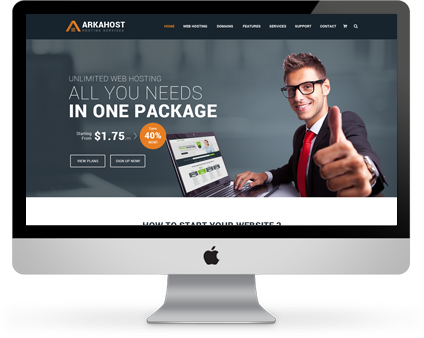 ARKAHOST
HOSTING SERVICES
HOME WEB HOSTING DOMAINS FEATURES SERVICES SUPPORT CONTACT
UNLIMITED WEB HOSTING
ALL YOU NEEDS
IN ONE PACKAGE
Starting
From $1.75/m
Save
40%
NOW!
VIEW PLANS SIGN UP NOW!
HOW TO START YOUR WEBSITE ?